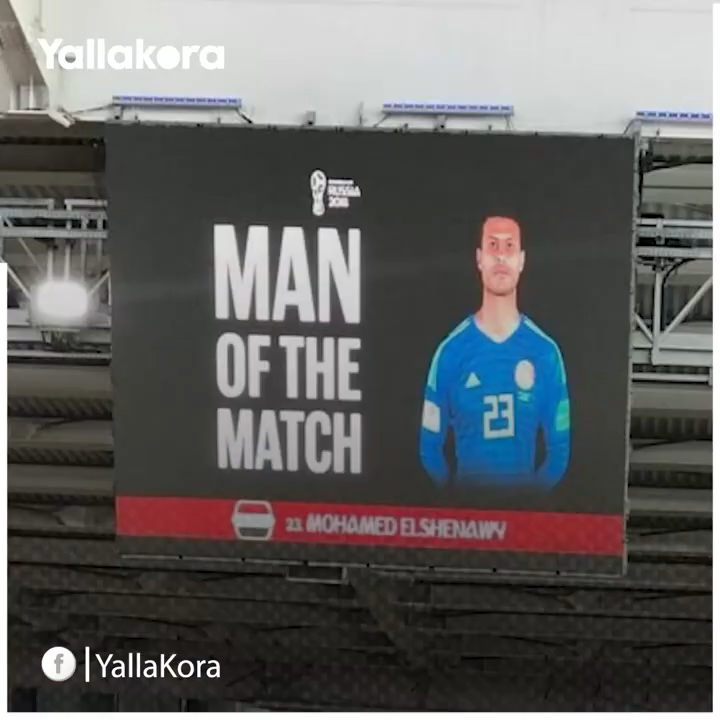 Yallakora
RUSSIA
2018
MAN
OF THE
MATCH
23
23. MOHAMED ELSHENAWY
f | YallaKora